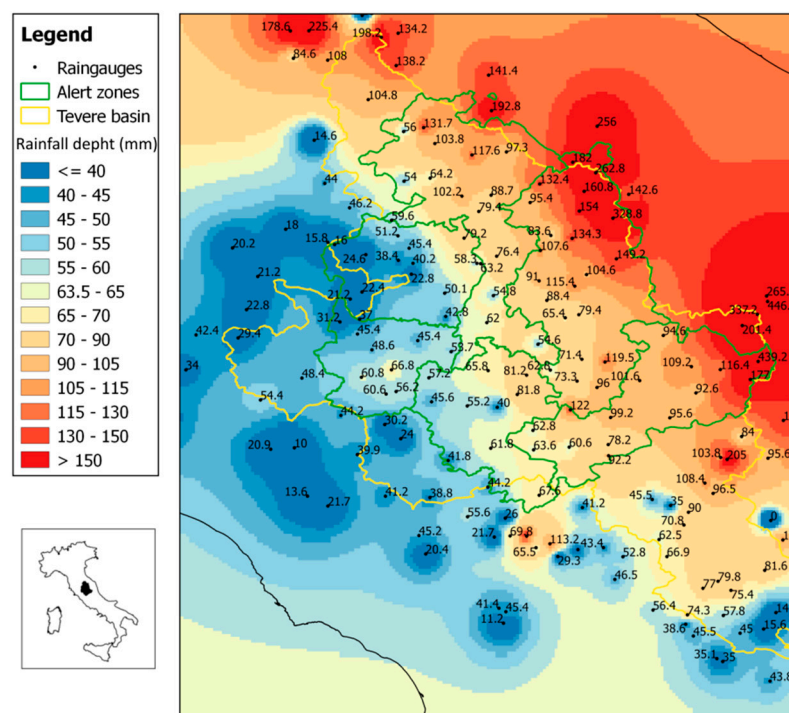 Legend
Raingauges
Alert zones
Tevere basin
Rainfall depht (mm)
<= 40
40 - 45
45 - 50
50 - 55
55 - 60
63.5 - 65
65 - 70
70 - 90
90 - 105
105 - 115
115 - 130
130 - 150
> 150
178.6 225.4 198.2 134.2
84.6 108 138.2 141.4
104.8 192.8
56 131.7 256
14.6 103.8 117.6 97.3
182 262.8
44 54 64.2 132.4 160.8 142.6
102.2 88.7 95.4
46.2 59.6 79.4 154 328.8
18 51.2 79.2 83.6 134.3
20.2 15.8 16 45.4 107.6
24.6 38.4 40.2 58.3 76.4 149.2
63.2
21.2 22.8 91 104.6
22.4 115.4 265.
21.2 50.1 54.8 88.4 446.
22.8 37 42.8 65.4 79.4 337.2
31.2 62 201.4
42.4 29.4 45.4 45.4 94.6
48.6 53.7 54.6
71.4 119.5 439.2
34 66.8 65.8 62.8 109.2 116.4
48.4 60.8 57.2 81.2 73.3 101.6 177
60.6 56.2 81.8 96 92.6
54.4 45.6 55.2 40
44.2 122 99.2 95.6
30.2 62.8
24 84
20.9 10 61.8 63.6 60.6 78.2
39.9 41.8 92.2 103.8 205 95.6
108.4
13.6 41.2 38.8 44.2 67.6 96.5
21.7 45.5 35
55.6 26 41.2 90
70.8
45.2 21.7 69.8 62.5
20.4 65.5 113.2 43.4 52.8 66.9
29.3 81.6
46.5 79.8
77 75.4
41.4 45.4 56.4 74.3 57.8 14
11.2 38.6 45.5 45 15.6
35.1 35
43.8